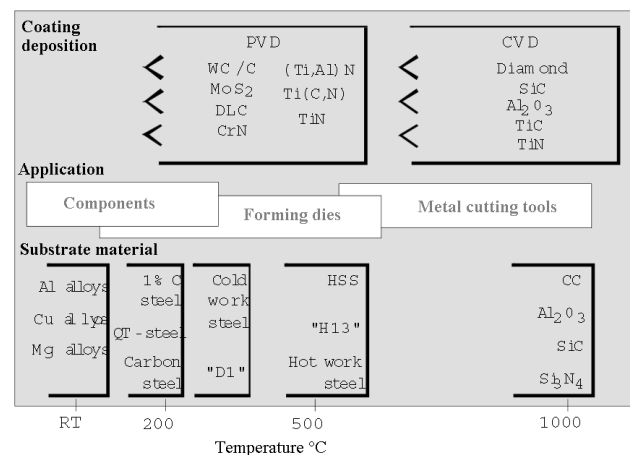 Coating
deposition
PVD
WC/C (Ti,Al)N
MoS2 Ti(C,N)
DLC TiN
CrN
CVD
Diamond
SiC
Al2O3
TiC
TiN
Application
Components
Forming dies
Metal cutting tools
Substrate material
Al alloys
Cu allyos
Mg alloys
1% C
steel
QT-steel
Carbon
steel
Cold
work
steel
"D1"
HSS
"H13"
Hot work
steel
CC
Al2O3
SiC
Si3N4
RT 200 500 1000
Temperature °C